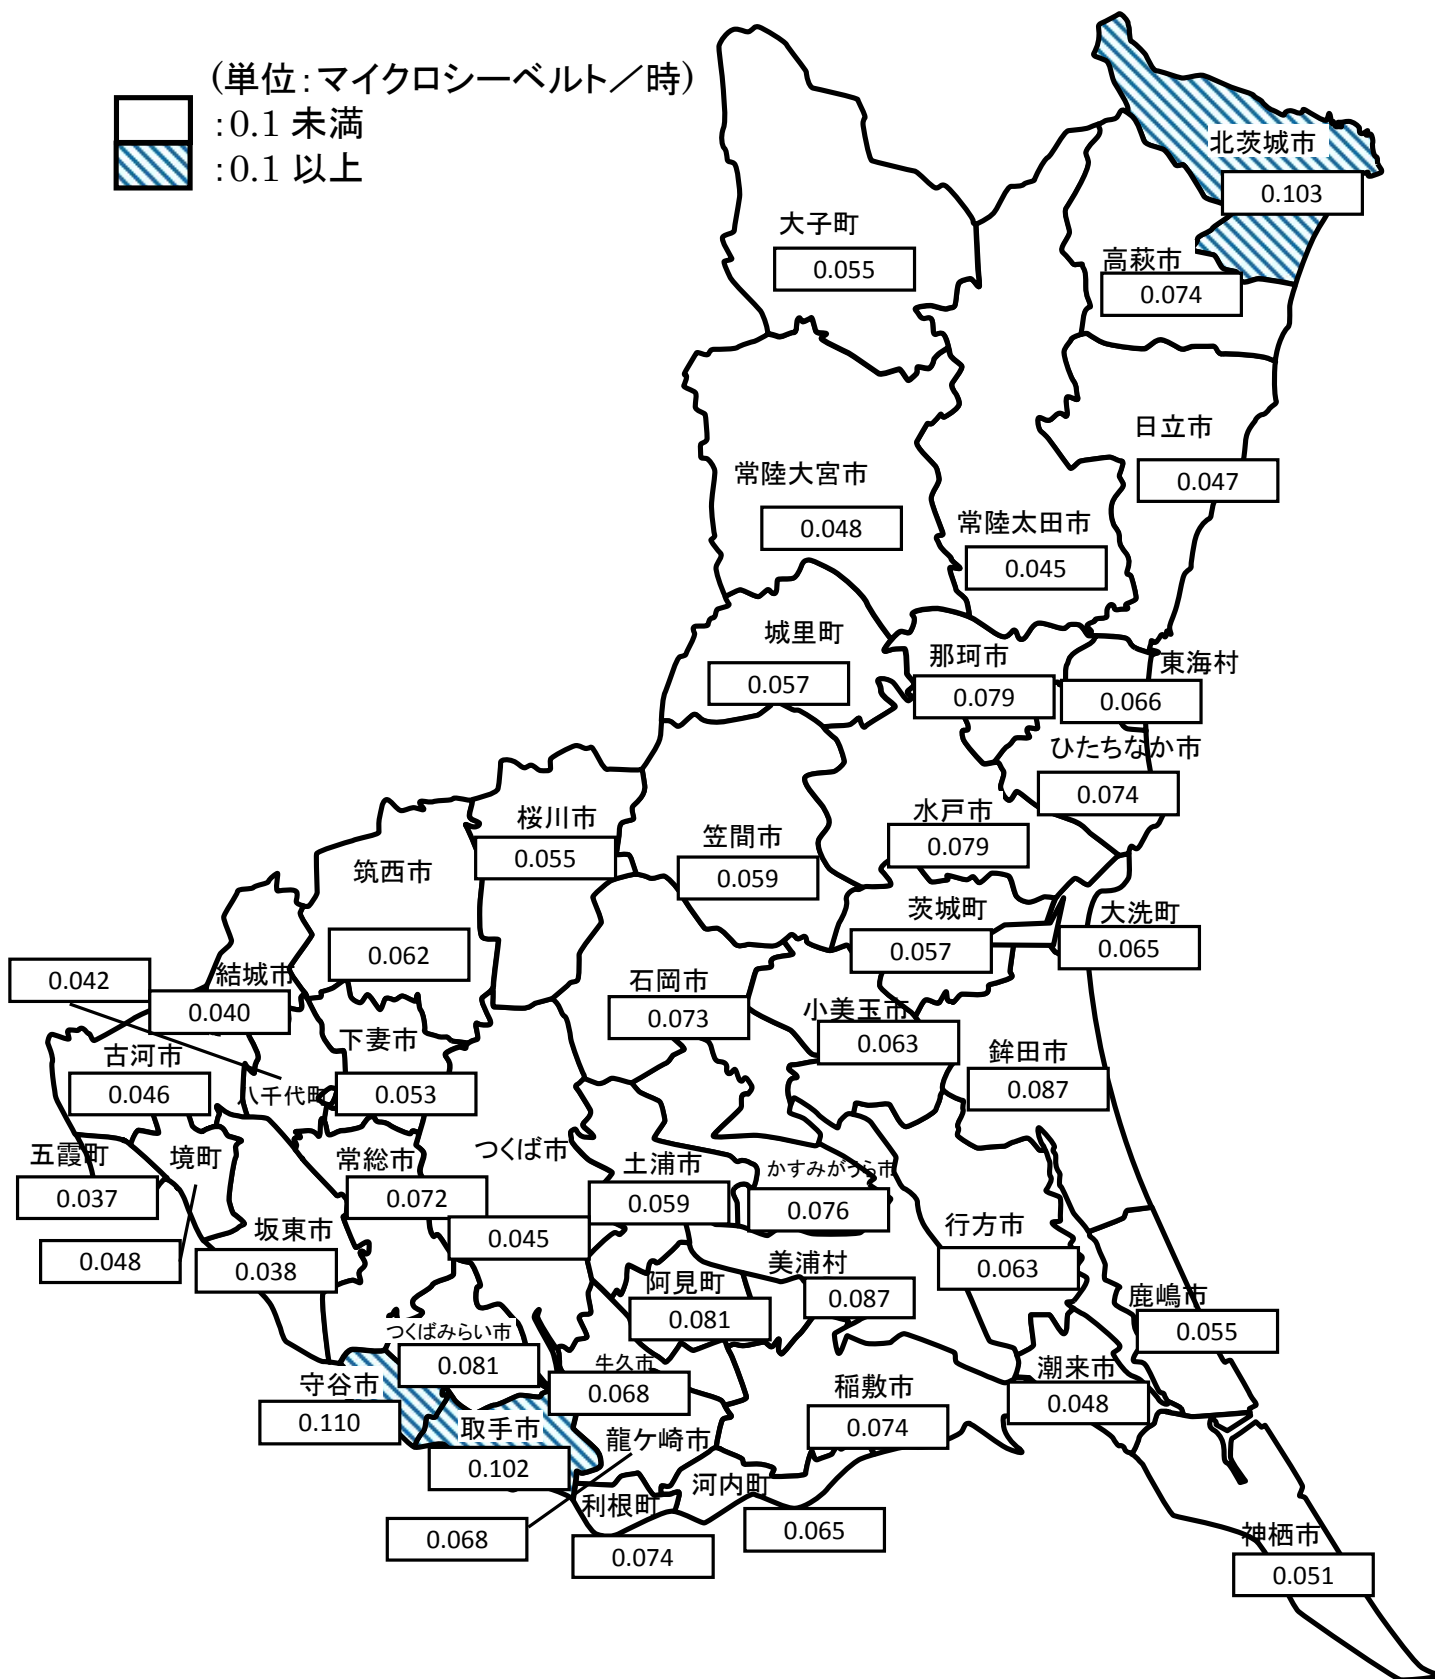 (単位:マイクロシーベルト/時)
:0.1 未満
:0.1 以上
北茨城市
0.103
大子町
0.055
高萩市
0.074
日立市
0.047
常陸大宮市
0.048
常陸太田市
0.045
城里町
0.057
那珂市
0.079
東海村
0.066
ひたちなか市
0.074
桜川市
0.055
笠間市
0.059
水戸市
0.079
筑西市
0.062
茨城町
0.057
大洗町
0.065
0.042
結城市
0.040
石岡市
0.073
小美玉市
0.063
下妻市
0.053
鉾田市
0.087
古河市
0.046
八千代町
五霞町
0.037
境町
0.048
常総市
0.072
つくば市
0.045
土浦市
0.059
かすみがうら市
0.076
坂東市
0.038
行方市
0.063
阿見町
0.081
美浦村
0.087
鹿嶋市
0.055
つくばみらい市
0.081
守谷市
0.110
牛久市
0.068
稲敷市
0.074
潮来市
0.048
取手市
0.102
龍ケ崎市
0.068
利根町
0.074
河内町
0.065
神栖市
0.051